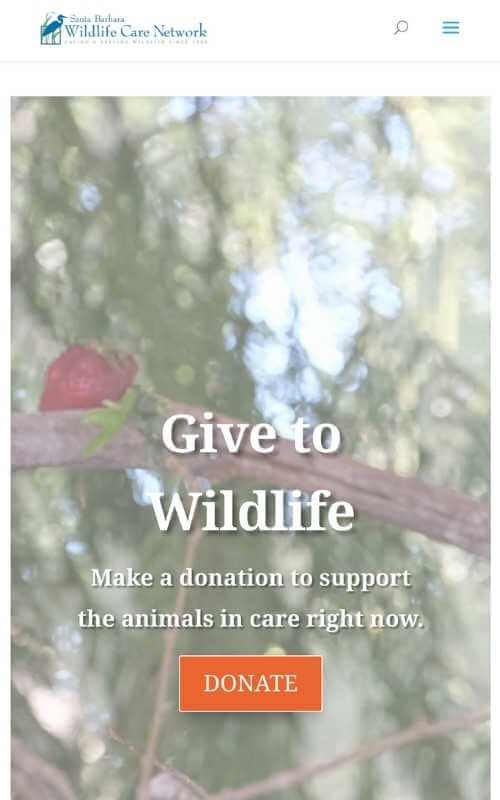 Santa Barbara
Wildlife Care Network
Give to
Wildlife
Make a donation to support
the animals in care right now.
DONATE